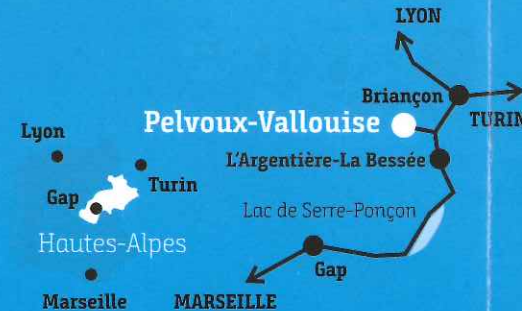 LYON
Briançon
Pelvoux-Vallouise
TURIN
Lyon
L'Argentière-La Bessée
Turin
Gap
Lac de Serre-Ponçon
Hautes-Alpes
Gap
Marseille
MARSEILLE